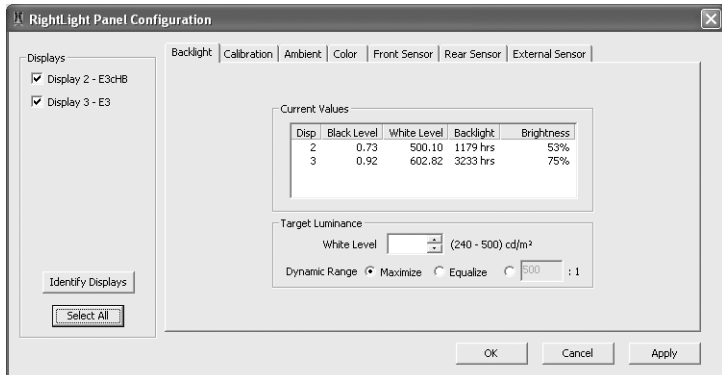 RightLight Panel Configuration
Displays
Display 2 - E3cHB
Display 3 - E3
Identify Displays
Select All
Backlight Calibration Ambient Color Front Sensor Rear Sensor External Sensor
Current Values
Disp Black Level White Level Backlight Brightness
2 0.73 500.10 1179 hrs 53%
3 0.92 602.82 3233 hrs 75%
Target Luminance
White Level (240 - 500) cd/m²
Dynamic Range Maximize Equalize 500 : 1
OK Cancel Apply